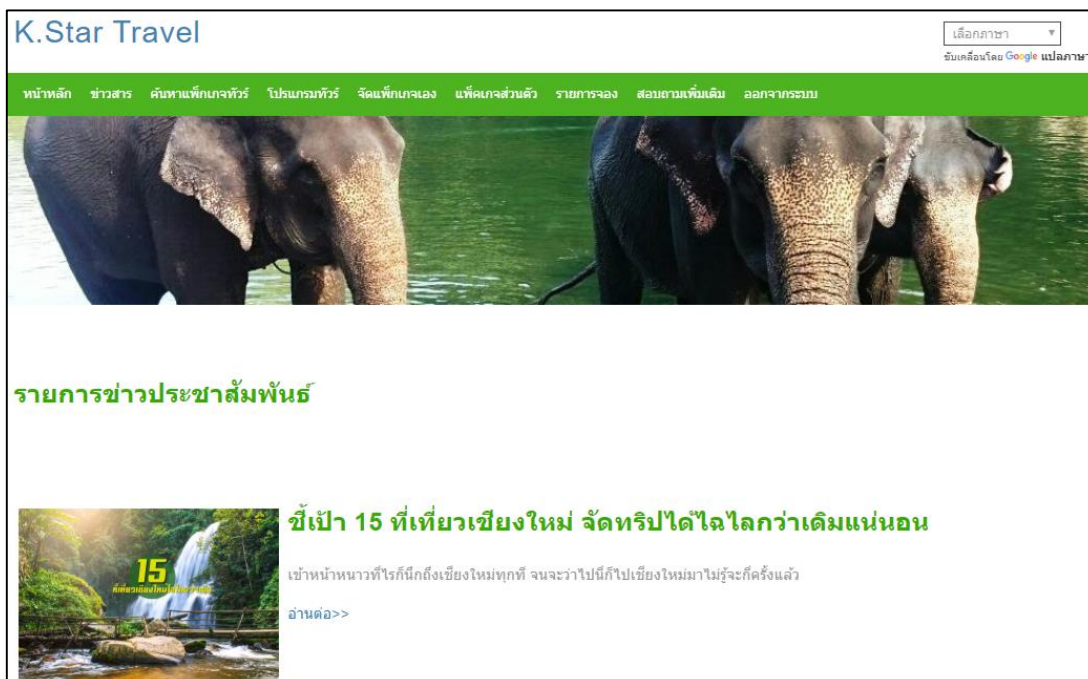 K.Star Travel
เลือกภาษา
ขับเคลื่อนโดย Google แปลภาษา
หน้าหลัก ข่าวสาร ค้นหาแพ็กเกจทัวร์ โปรแกรมทัวร์ จัดแพ็กเกจเอง แพ็คเกจส่วนตัว รายการจอง สอบถามเพิ่มเติม ออกจากระบบ
รายการข่าวประชาสัมพันธ์
ชี้เป้า 15 ที่เที่ยวเชียงใหม่ จัดทริปได้ไฉไลกว่าเดิมแน่นอน
15
เข้าหน้าหนาวทีไรก็นึกถึงเชียงใหม่ทุกที จนจะว่าไปนี่ก็ไปเชียงใหม่มาไม่รู้จะกี่ครั้งแล้ว
อ่านต่อ>>